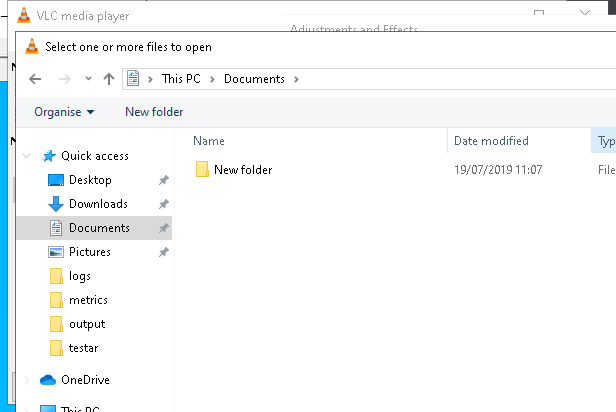 VLC media player
Adjustments and Effects
Select one or more files to open
This PC > Documents >
Organise New folder
Name Date modified Typ
Quick access
New folder 19/07/2019 11:07 File
Desktop
Downloads
Documents
Pictures
logs
metrics
output
testar
OneDrive
This PC